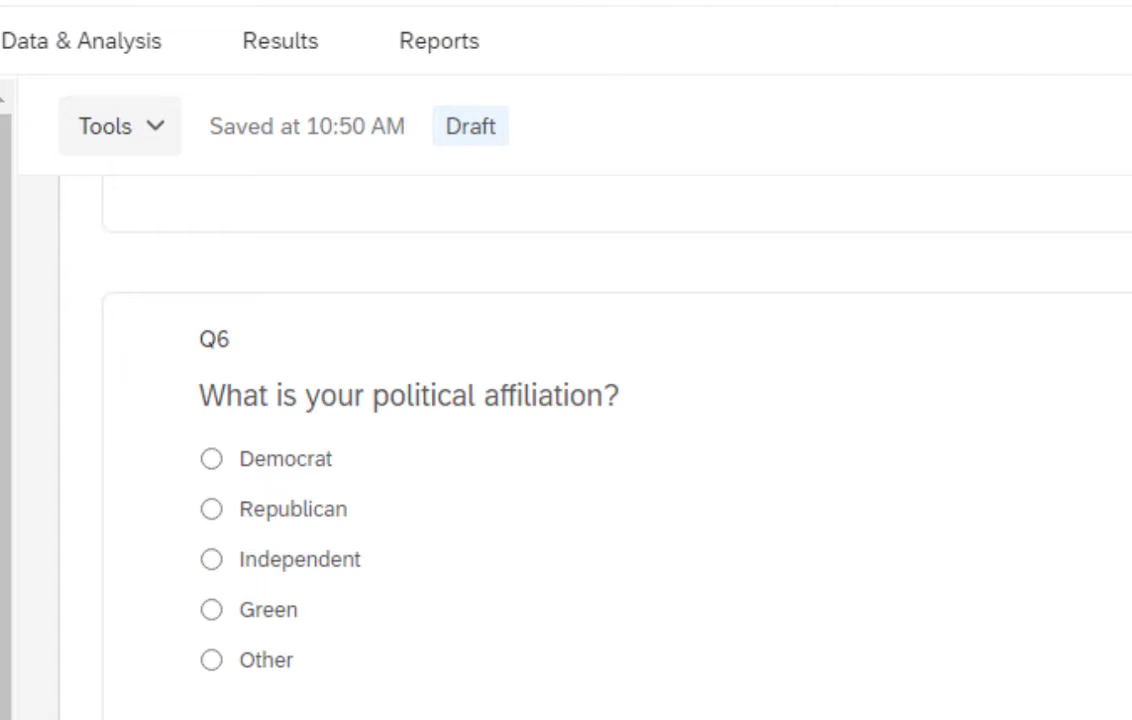 Data & Analysis Results Reports
Tools Saved at 10:50 AM Draft
Q6
What is your political affiliation?
Democrat
Republican
Independent
Green
Other